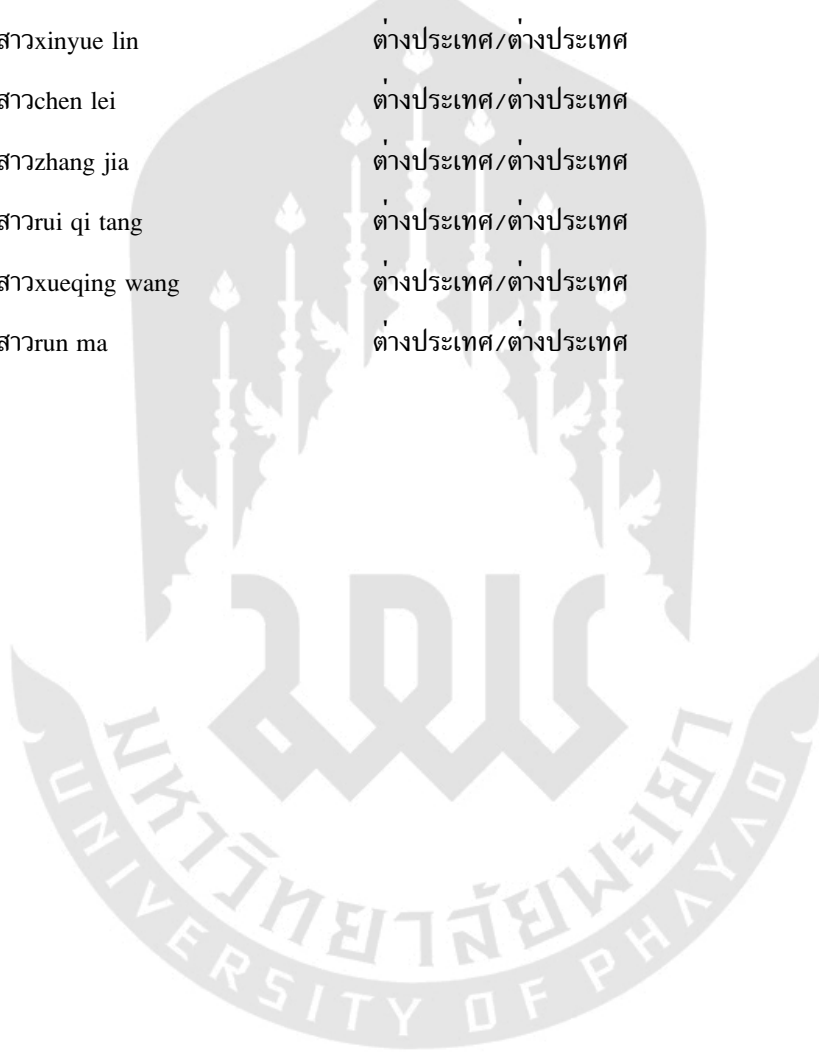 สาวxinyue lin ต่างประเทศ/ต่างประเทศ
สาวchen lei ต่างประเทศ/ต่างประเทศ
สาวzhang jia ต่างประเทศ/ต่างประเทศ
สาวrui qi tang ต่างประเทศ/ต่างประเทศ
สาวxueqing wang ต่างประเทศ/ต่างประเทศ
สาวrun ma ต่างประเทศ/ต่างประเทศ
มหาวิทยาลัยพะเยา
UNIVERSITY OF PHAYAO